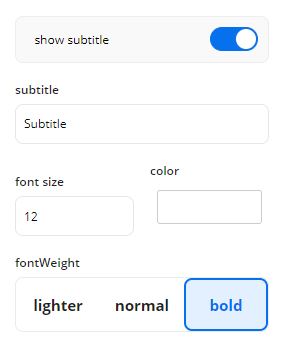 show subtitle
subtitle
Subtitle
font size
color
12
fontWeight
lighter normal bold